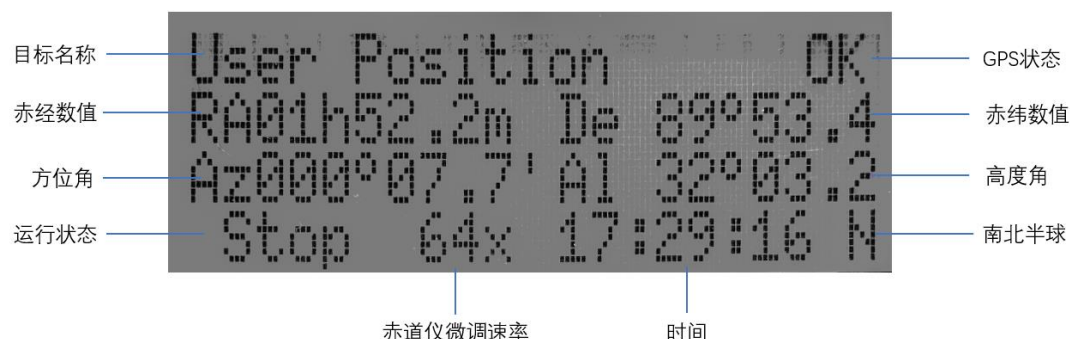 目标名称
User Position OK
GPS状态
赤经数值
RA01h52.2m De 89°53.4
赤纬数值
方位角
Az000°07.7' Al 32°03.2
高度角
运行状态
Stop 64x 17:29:16 N
南北半球
赤道仪微调速率
时间